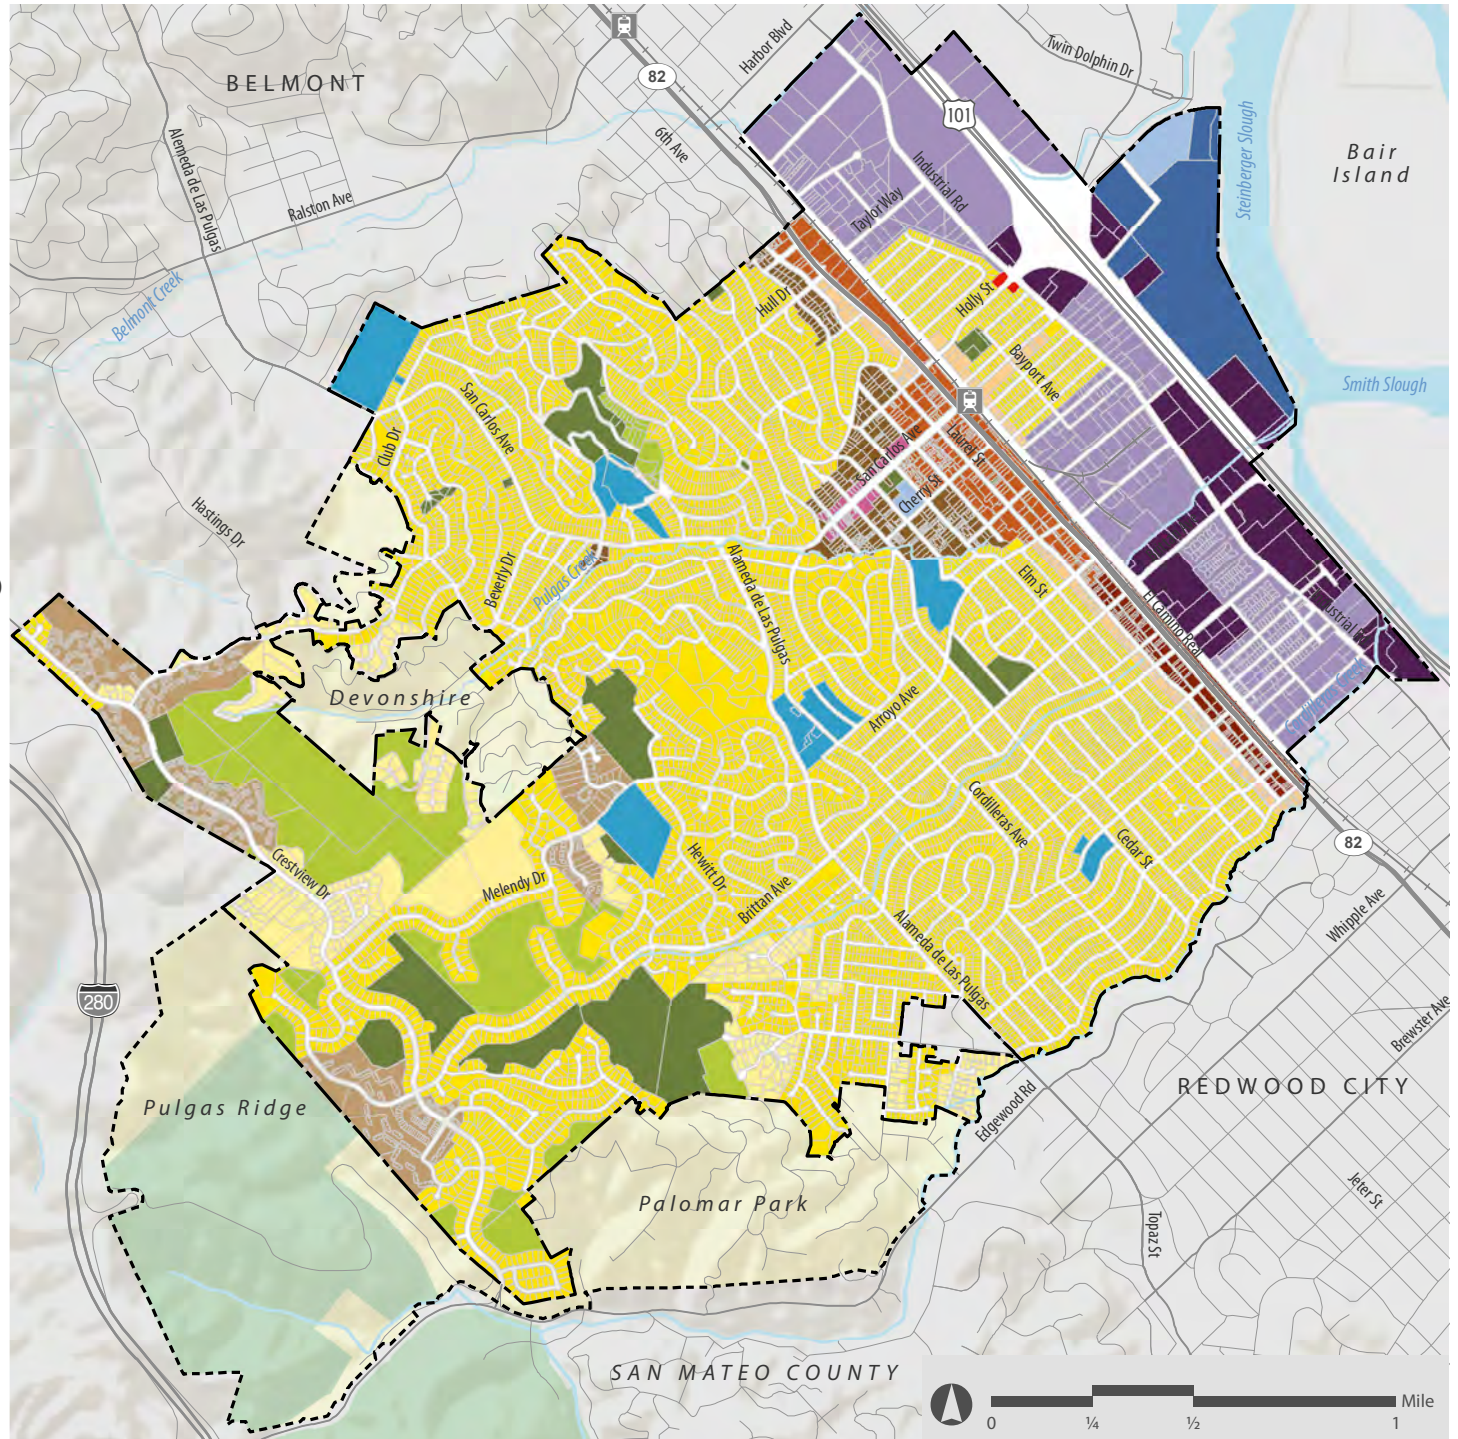 BELMONT
82
Harbor Blvd
Twin Dolphin Dr
101
6th Ave
Alemeda de Las Pulgas
Ralston Ave
Belmont Creek
Industrial Rd
Taylor Way
Steinberger Slough
Bair
Island
Smith Slough
Hull Dr
Holly St
Bayport Ave
San Carlos Ave
Club Dr
San Carlos Ave
Laurel St
Cherry St
Hastings Dr
Beverly Dr
Pulgas Creek
Alameda de Las Pulgas
Elm St
El Camino Real
Devonshire
Arroyo Ave
Cordilleras Ave
Cedar St
82
Crestview Dr
Melendy Dr
Hewitt Dr
Brittan Ave
Alameda de Las Pulgas
Whipple Ave
280
Brewster Ave
Pulgas Ridge
REDWOOD CITY
Edgewood Rd
Palomar Park
Jeter St
Topaz St
SAN MATEO COUNTY
0 ¼ ½ 1 Mile